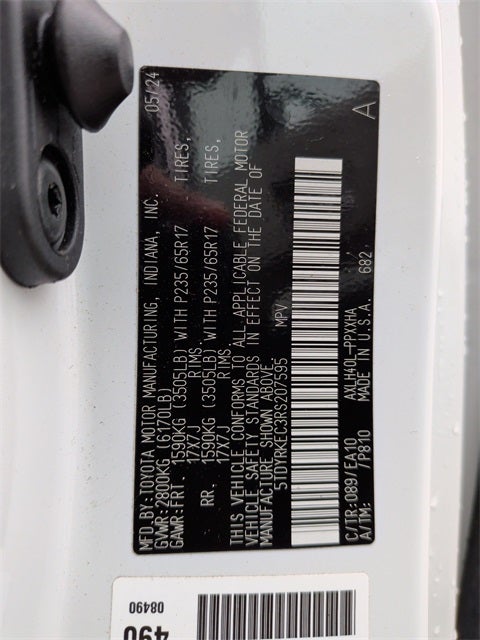 MFD.BY:TOYOTA MOTOR MANUFACTURING, INDIANA, INC. 05/24
GVWR:2800KG (6170LB)
GAWR:FRT. 1590KG (3505LB) WITH P235/65R17 TIRES,
17X7J RIMS
RR. 1590KG (3505LB) WITH P235/65R17 TIRES,
17X7J RIMS
THIS VEHICLE CONFORMS TO ALL APPLICABLE FEDERAL MOTOR
VEHICLE SAFETY STANDARDS IN EFFECT ON THE DATE OF
MANUFACTURE SHOWN ABOVE.
5TDYRKEC3RS207595 MPV
C/TR:089/EA10 AXLH40L-PPXXHA
A/TM: /P810 MADE IN U.S.A. 682 A
490
08490